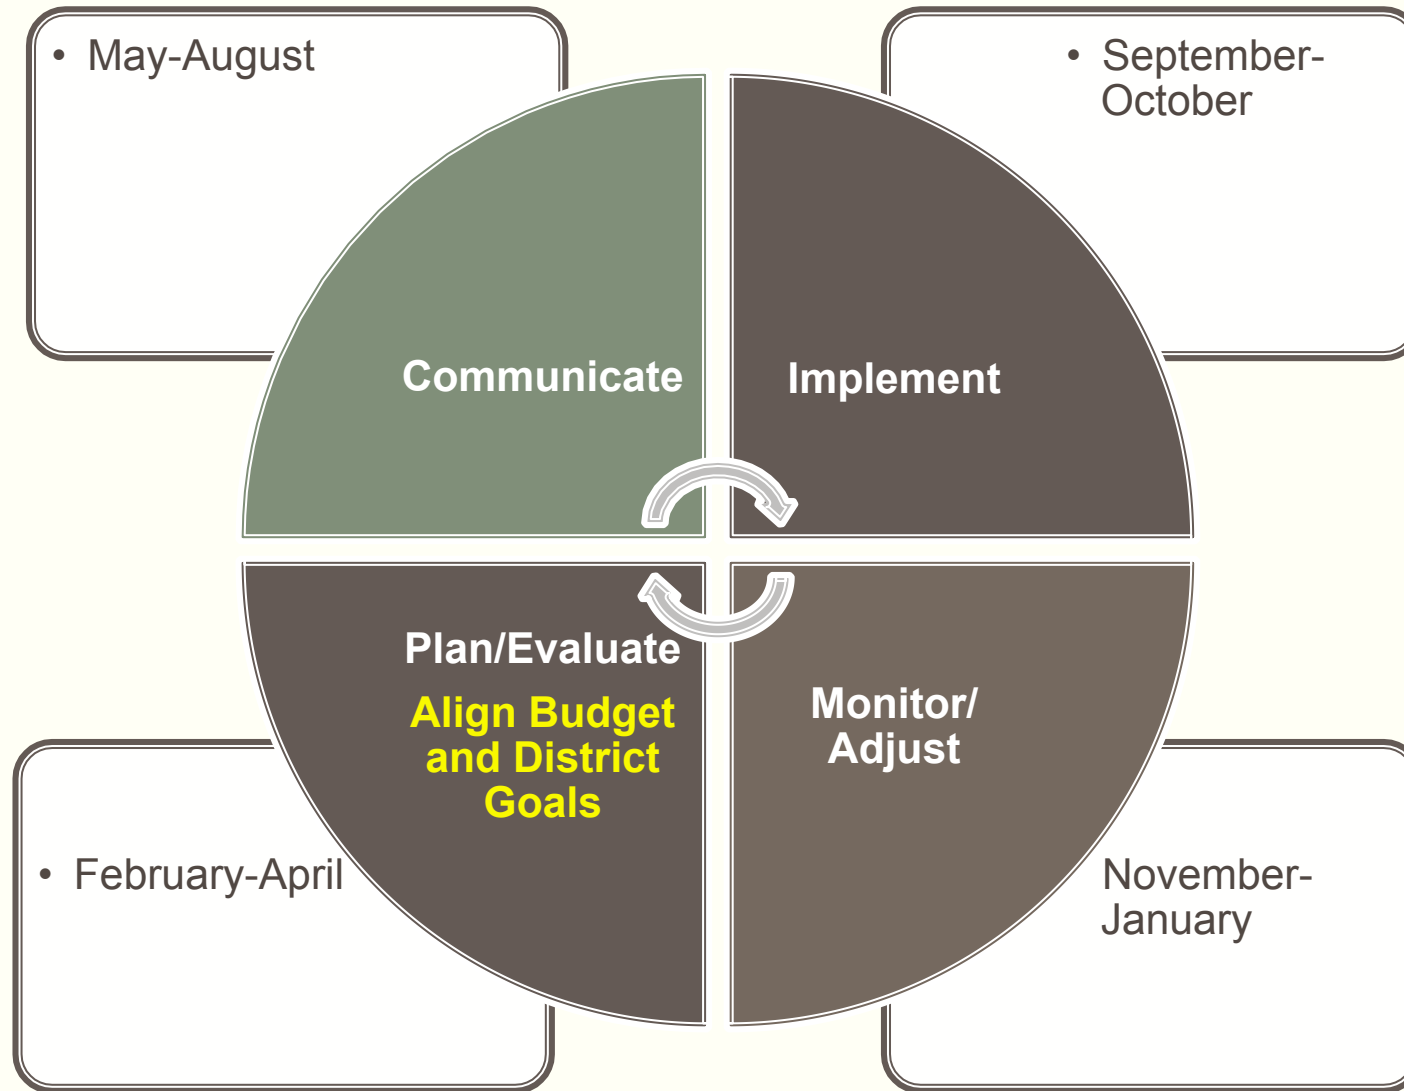 • May-August
• September-
October
Communicate
Implement
Plan/Evaluate
Align Budget
and District
Goals
Monitor/
Adjust
• February-April
November-
January